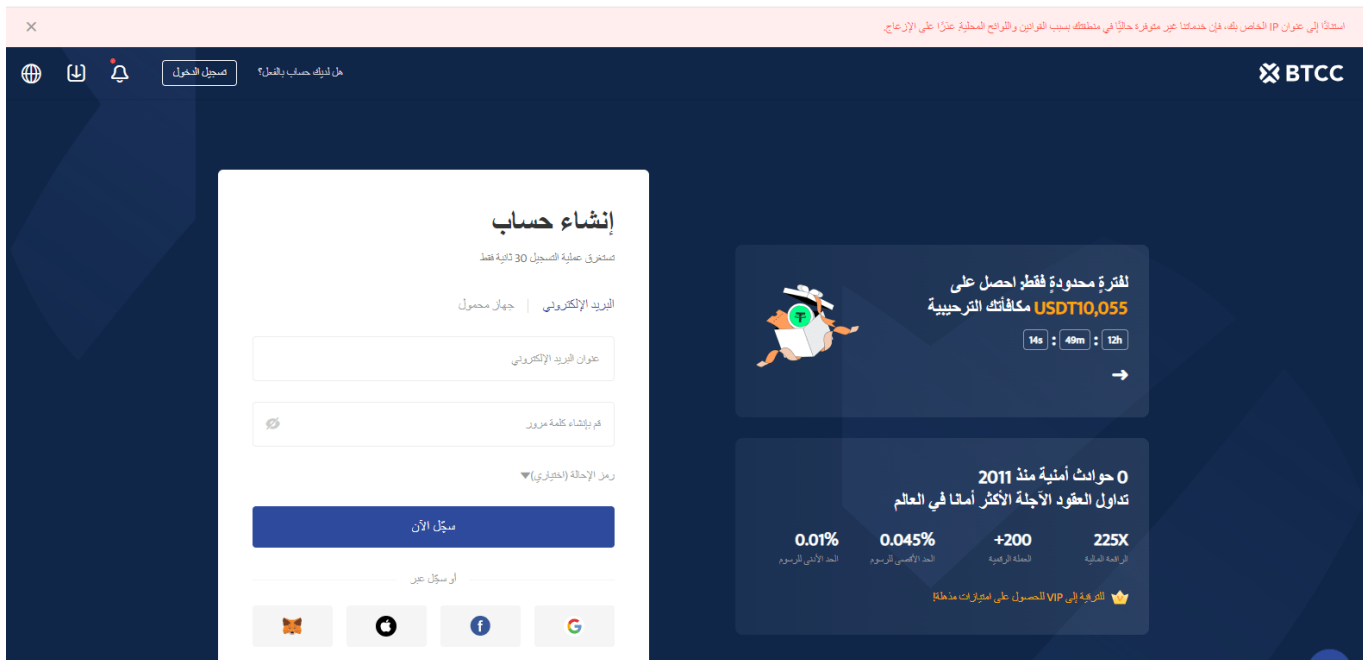 استنادًا إلى عنوان IP الخاص بك، فإن خدماتنا غير متوفرة حاليًا في منطقتك بسبب القوانين واللوائح المحلية. عذرًا على الإزعاج.
BTCC
هل لديك حساب بالفعل؟
تسجيل الدخول
إنشاء حساب
تستغرق عملية التسجيل 30 ثانية فقط
البريد الإلكتروني | جهاز محمول
عنوان البريد الإلكتروني
قم بإنشاء كلمة مرور
رمز الإحالة (اختياري)
سجّل الآن
أو سجّل عبر
لفترةٍ محدودةٍ فقط, احصل على
USDT10,055 مكافأتك الترحيبية
12h : 49m : 14s
0 حوادث أمنية منذ 2011
تداول العقود الآجلة الأكثر أمانا في العالم
225X
الرافعة المالية
+200
العملة الرقمية
0.045%
الحد الأقصى للرسوم
0.01%
الحد الأدنى للرسوم
الترقية إلى VIP للحصول على امتيازات مذهلة!